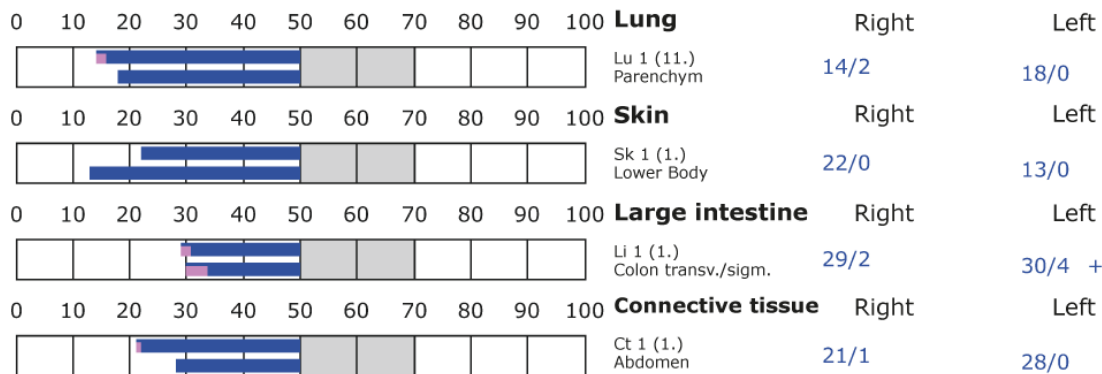 0 10 20 30 40 50 60 70 80 90 100 Lung Right Left
Lu 1 (11.)
Parenchym 14/2 18/0
0 10 20 30 40 50 60 70 80 90 100 Skin Right Left
Sk 1 (1.)
Lower Body 22/0 13/0
0 10 20 30 40 50 60 70 80 90 100 Large intestine Right Left
Li 1 (1.)
Colon transv./sigm. 29/2 30/4 +
0 10 20 30 40 50 60 70 80 90 100 Connective tissue Right Left
Ct 1 (1.)
Abdomen 21/1 28/0